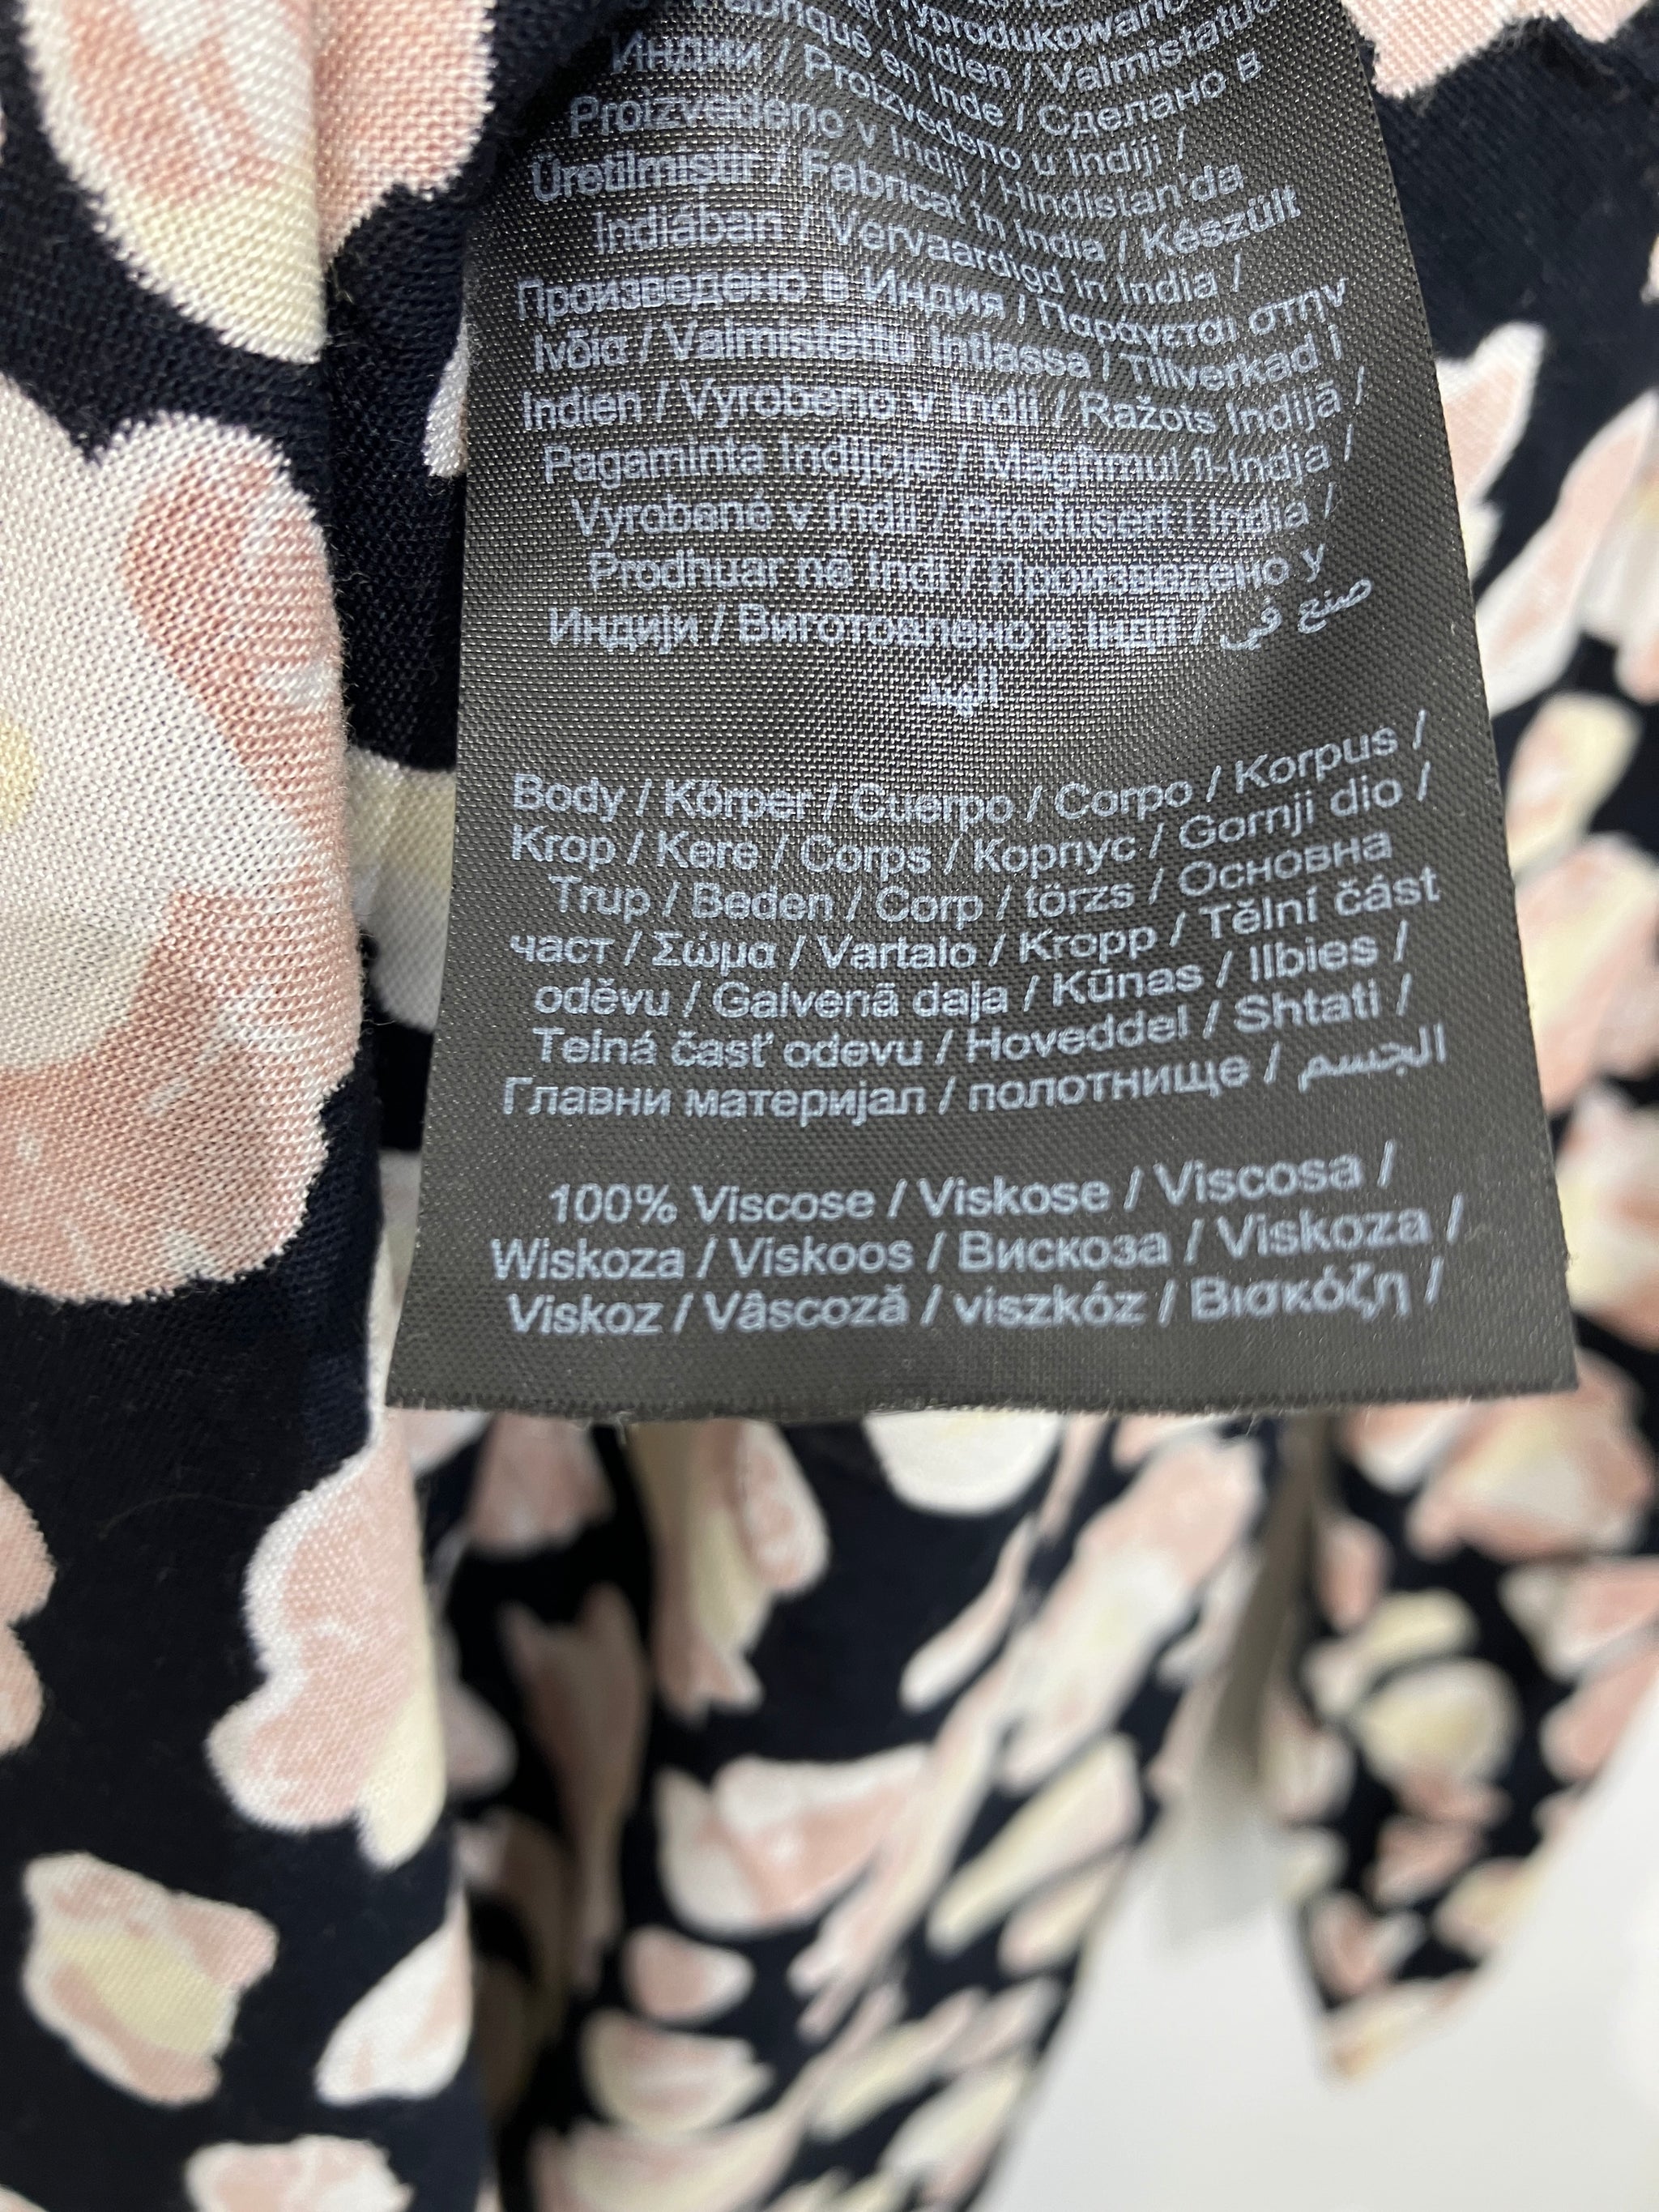 wyprodukowano
Fabriqué en Inde / Indien / Valmistatud
Индии / Proizvedeno u Indiji / Сделано в
Proizvedeno v Indiji / Hindistan'da
Üretilmiştir / Fabricat în India / Készült
Indiában / Vervaardigd in India /
Произведено в Индия / Παράγεται στην
Ινδία / Valmistettu Intiassa / Tillverkad i
Indien / Vyrobeno v Indii / Ražots Indijā /
Pagaminta Indijoje / Magħmul fl-Indja /
Vyrobené v Indii / Produsert i India /
Prodhuar në Indi / Произведено у
Индији / Виготовлено в Індії / صنع في
الهند
Body / Körper / Cuerpo / Corpo / Korpus /
Krop / Kere / Corps / Корпус / Gornji dio /
Trup / Beden / Corp / törzs / Основна
част / Σώμα / Vartalo / Kropp / Tělní část
oděvu / Galvenā daļa / Kūnas / Ilbies /
Telná časť odevu / Hoveddel / Shtati /
Главни материјал / полотнище / الجسم
100% Viscose / Viskose / Viscosa /
Wiskoza / Viskoos / Вискоза / Viskoza /
Viskoz / Vâscoză / viszkóz / Βισκόζη /